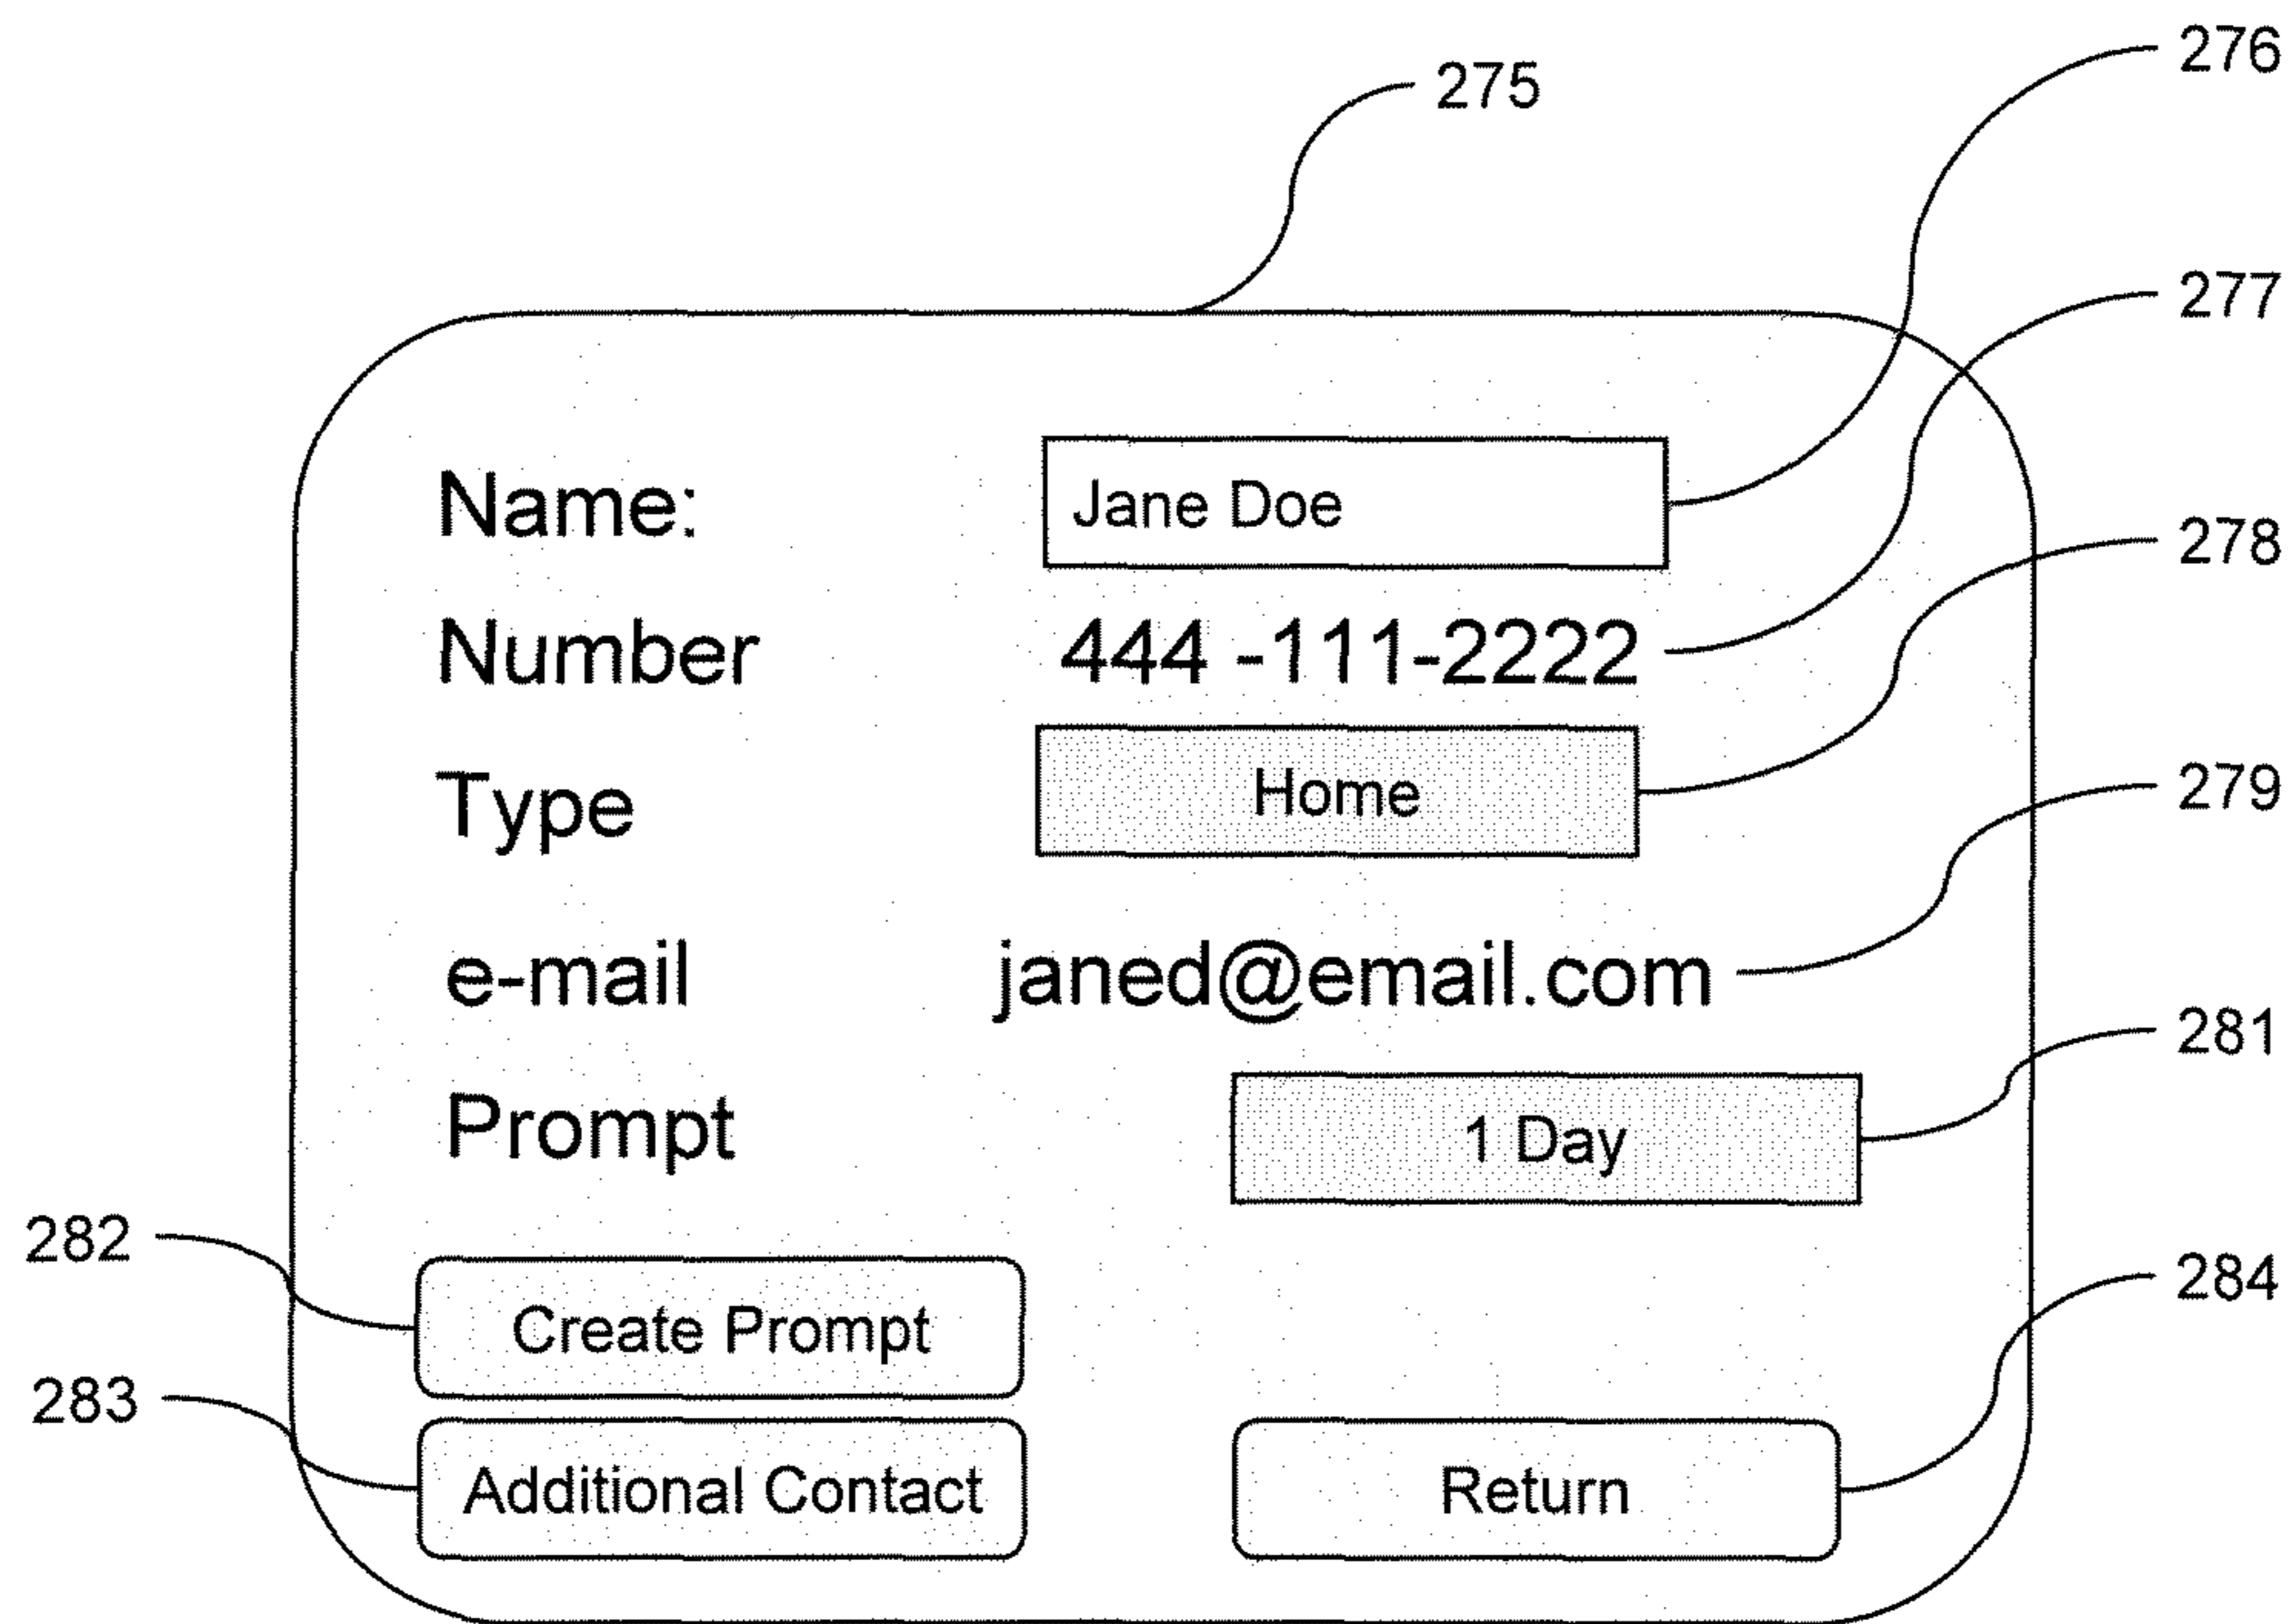 276
275
277
Name: Jane Doe
278
Number 444 -111-2222
Type Home
279
e-mail janed@email.com
281
Prompt 1 Day
282
284
Create Prompt
283
Additional Contact Return